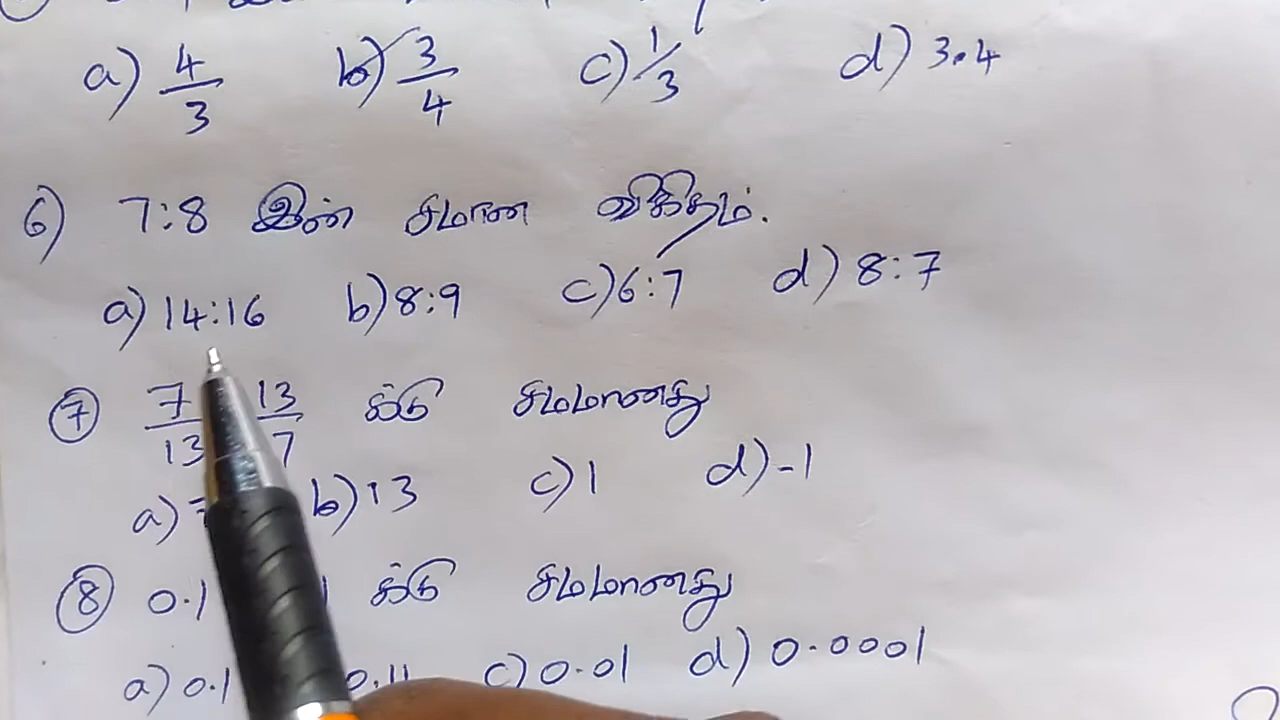 a) 4/3 b) 3/4 c) 1/3 d) 3.4
6) 7:8 இன் சமான விகிதம்.
a) 14:16 b) 8:9 c) 6:7 d) 8:7
7 7/13 13/7 க்கு சமமானது
a) b) 13 c) 1 d) -1
8 0.1 க்கு சமமானது
a) 0.1 0.11 c) 0.01 d) 0.0001